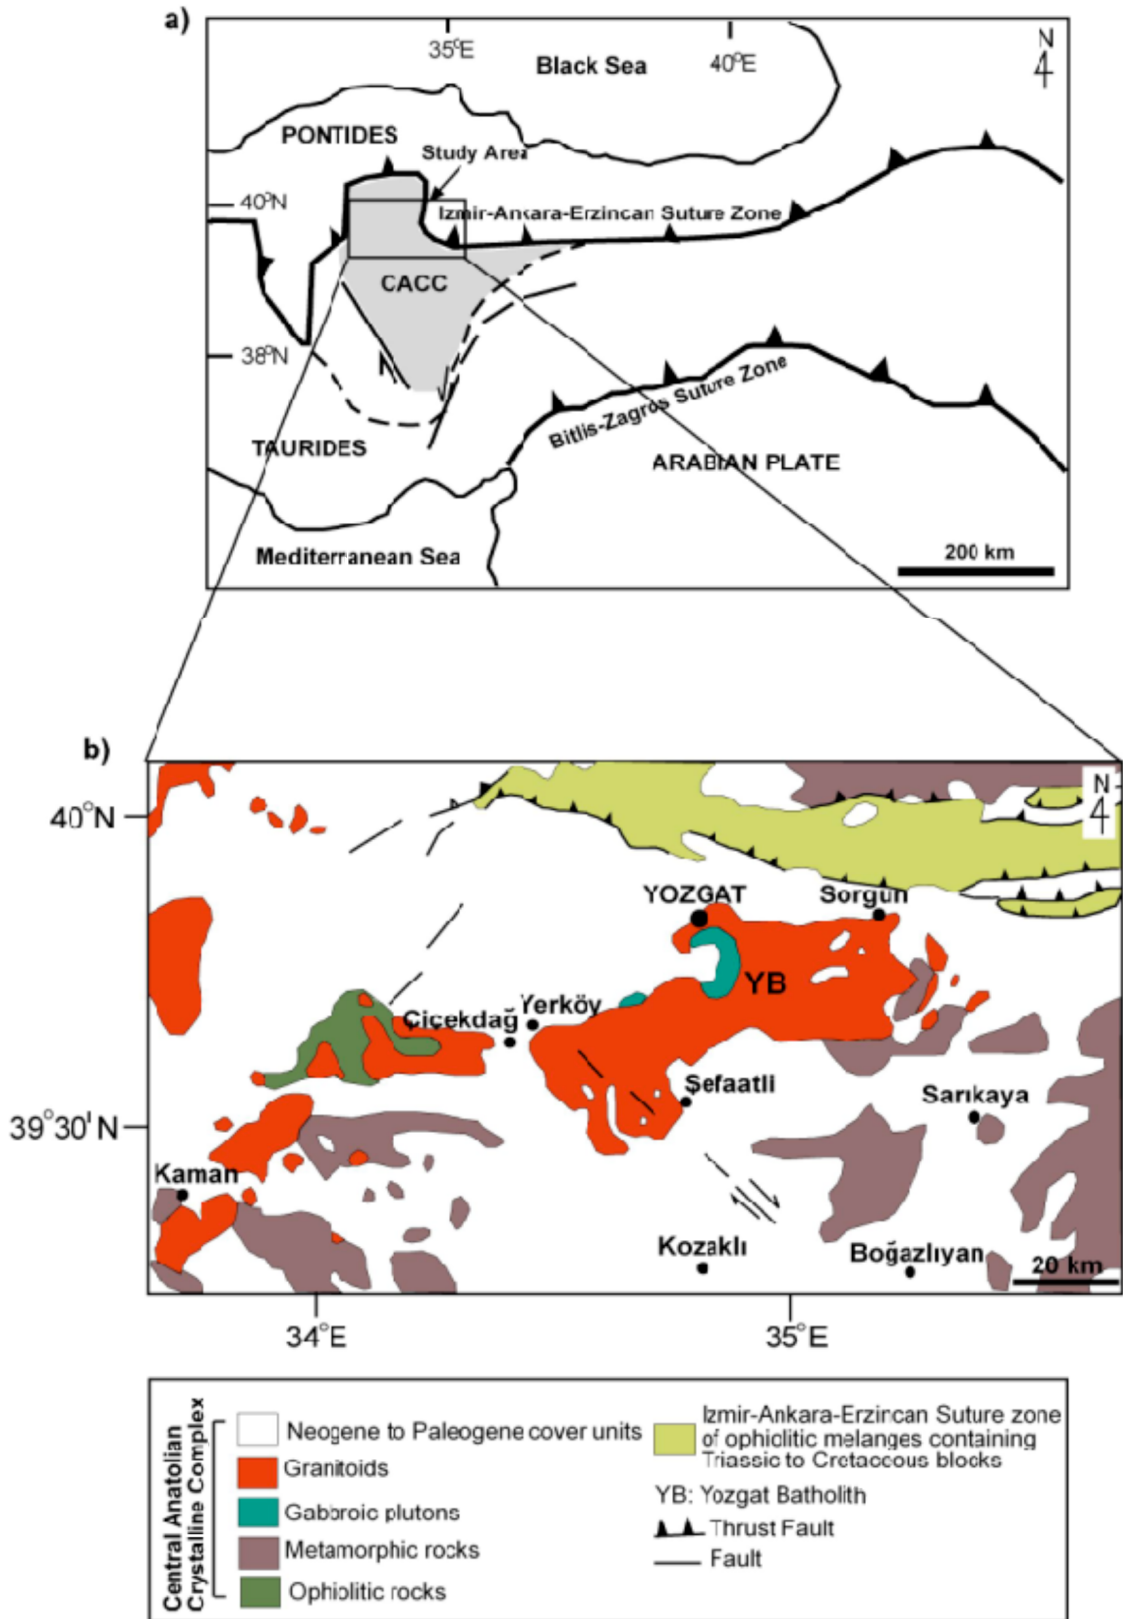 a)
35°E
40°E
N
Black Sea
PONTIDES
Study Area
40°N
Izmir-Ankara-Erzincan Suture Zone
CACC
38°N
Bitlis-Zagros Suture Zone
TAURIDES
ARABIAN PLATE
Mediterranean Sea
200 km
b)
N
40°N
YOZGAT
Sorgun
YB
Çiçekdağ
Yerköy
Şefaatli
Sarıkaya
39°30'N
Kaman
Kozaklı
Boğazlıyan
20 km
34°E
35°E
Central Anatolian
Crystalline Complex
Neogene to Paleogene cover units
Granitoids
Gabbroic plutons
Metamorphic rocks
Ophiolitic rocks
Izmir-Ankara-Erzincan Suture zone
of ophiolitic melanges containing
Triassic to Cretaccous blocks
YB: Yozgat Batholith
Thrust Fault
Fault